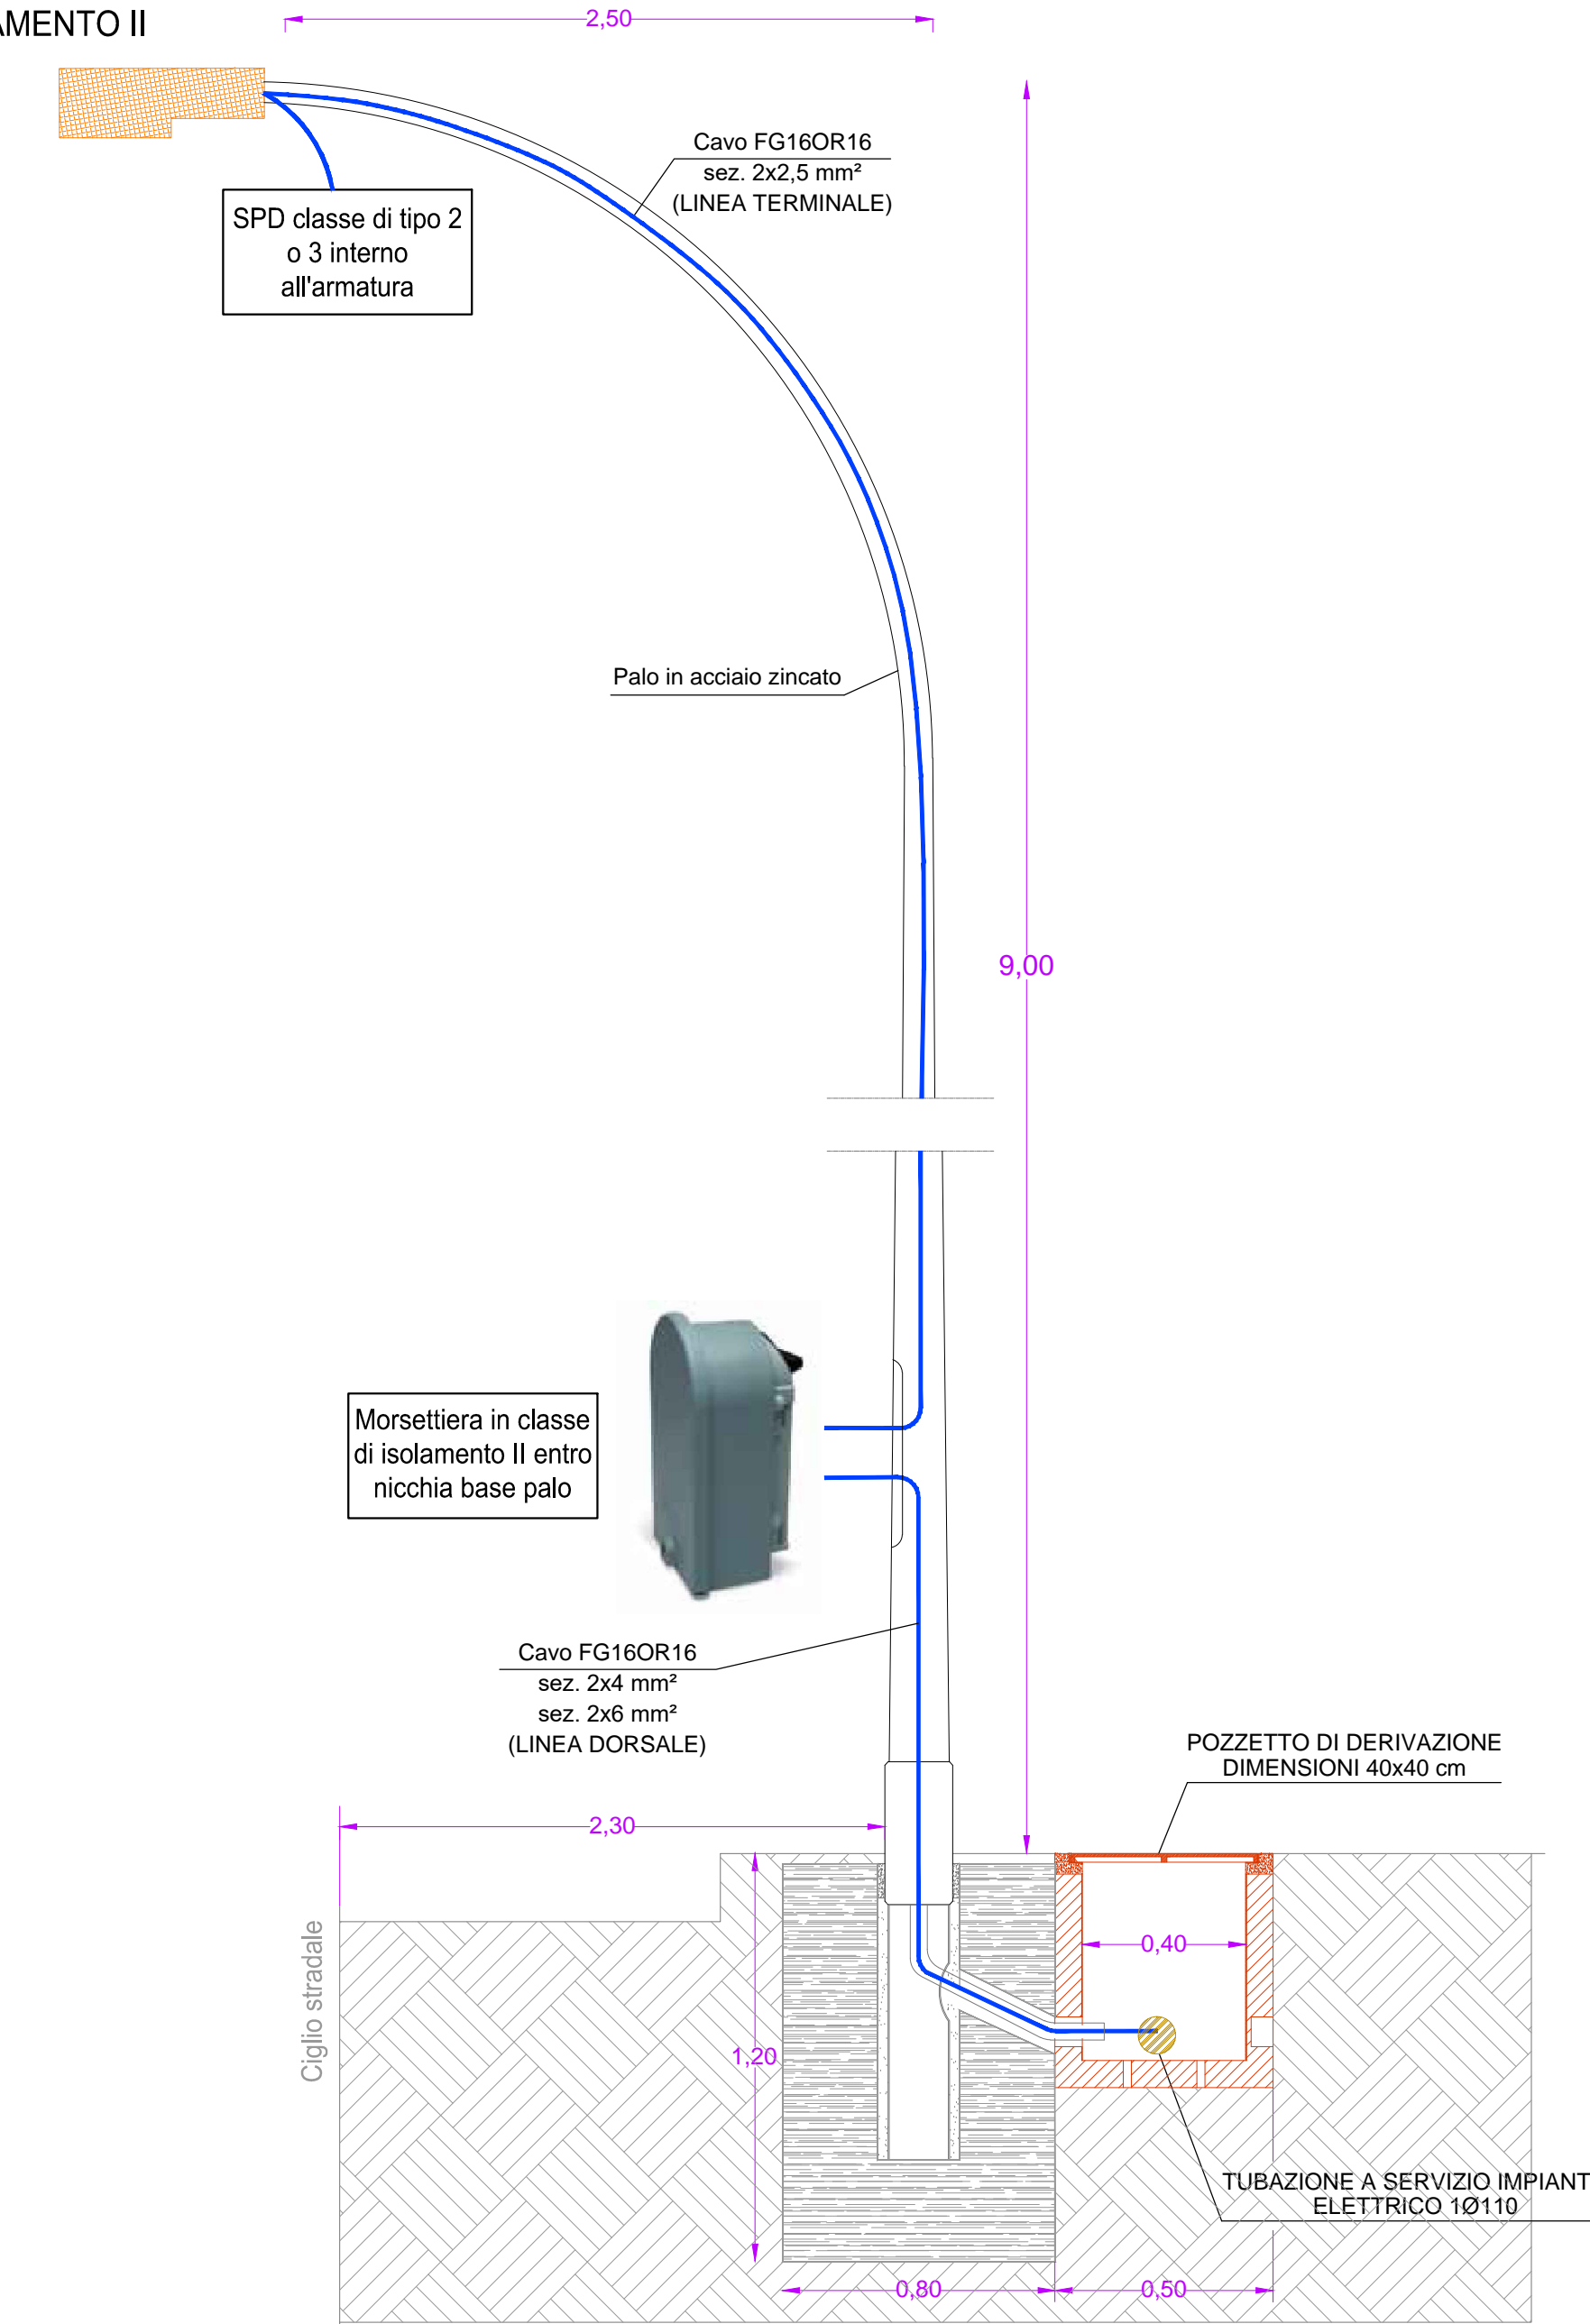 AMENTO II
2,50
Cavo FG16OR16
sez. 2x2,5 mm²
(LINEA TERMINALE)
SPD classe di tipo 2
o 3 interno
all'armatura
Palo in acciaio zincato
9,00
Morsettiera in classe
di isolamento II entro
nicchia base palo
Cavo FG16OR16
sez. 2x4 mm²
sez. 2x6 mm²
(LINEA DORSALE)
POZZETTO DI DERIVAZIONE
DIMENSIONI 40x40 cm
2,30
Ciglio stradale
0,40
1,20
TUBAZIONE A SERVIZIO IMPIANT
ELETTRICO 1Ø110
0,80
0,50